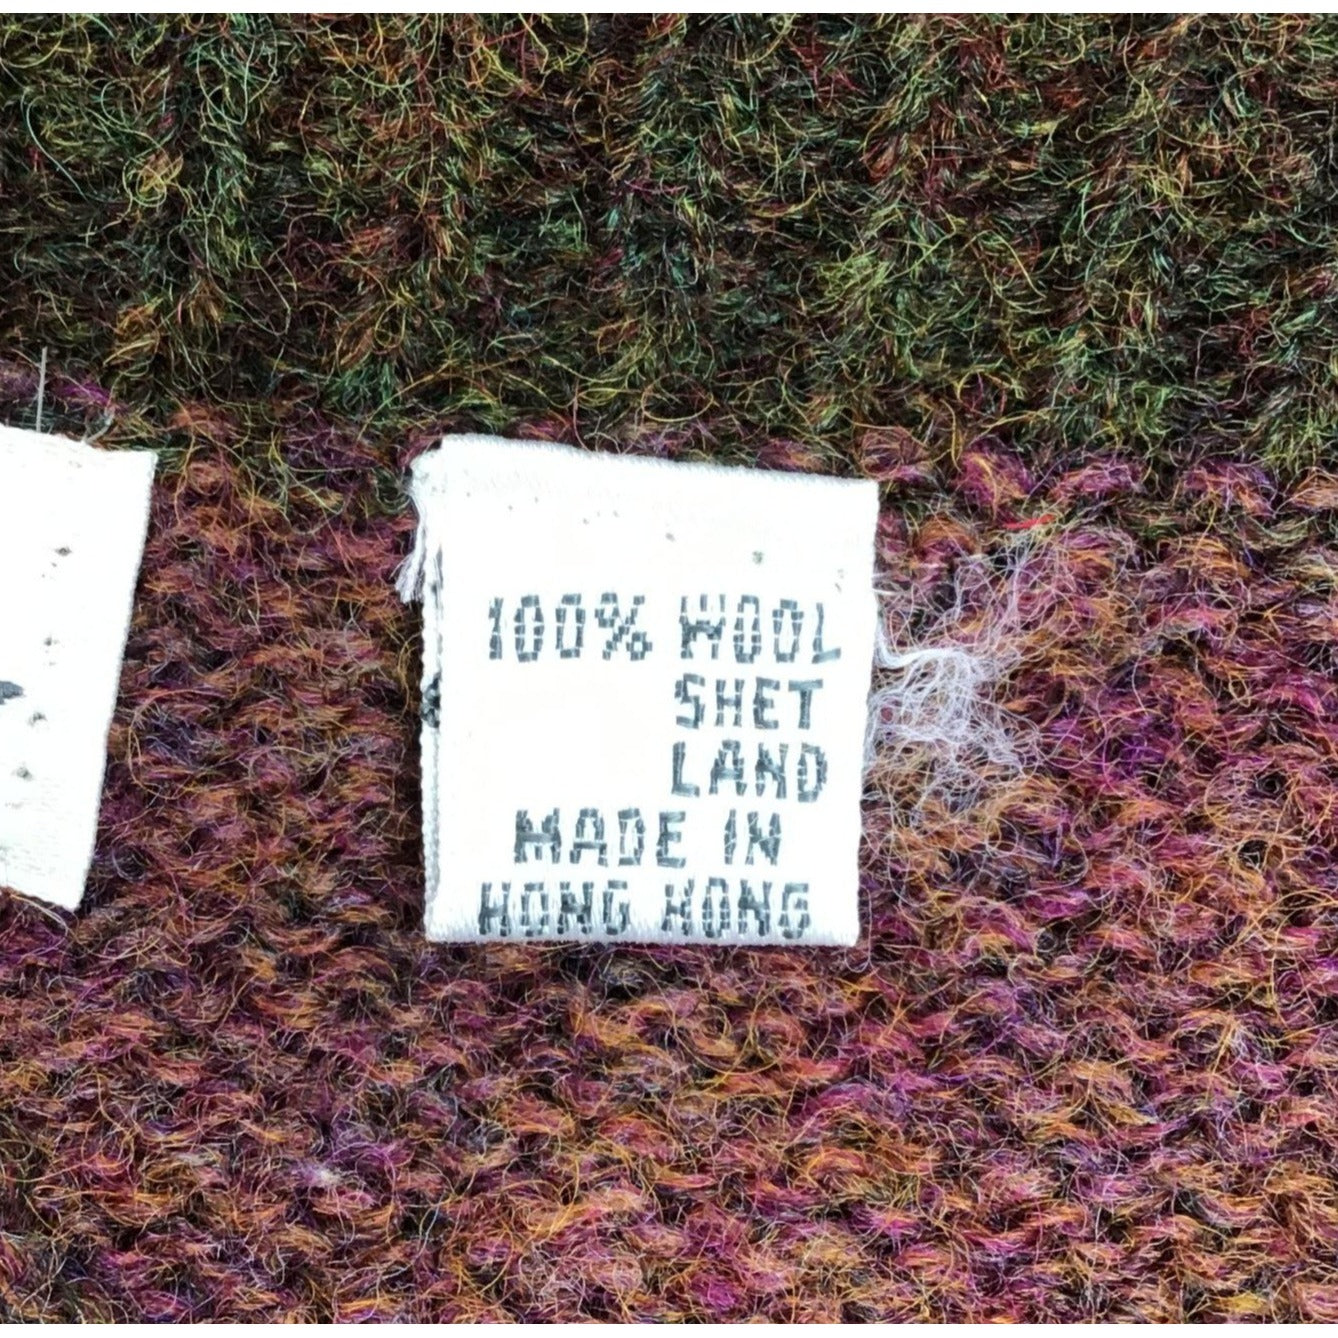 100% WOOL
SHET
LAND
MADE IN
HONG KONG